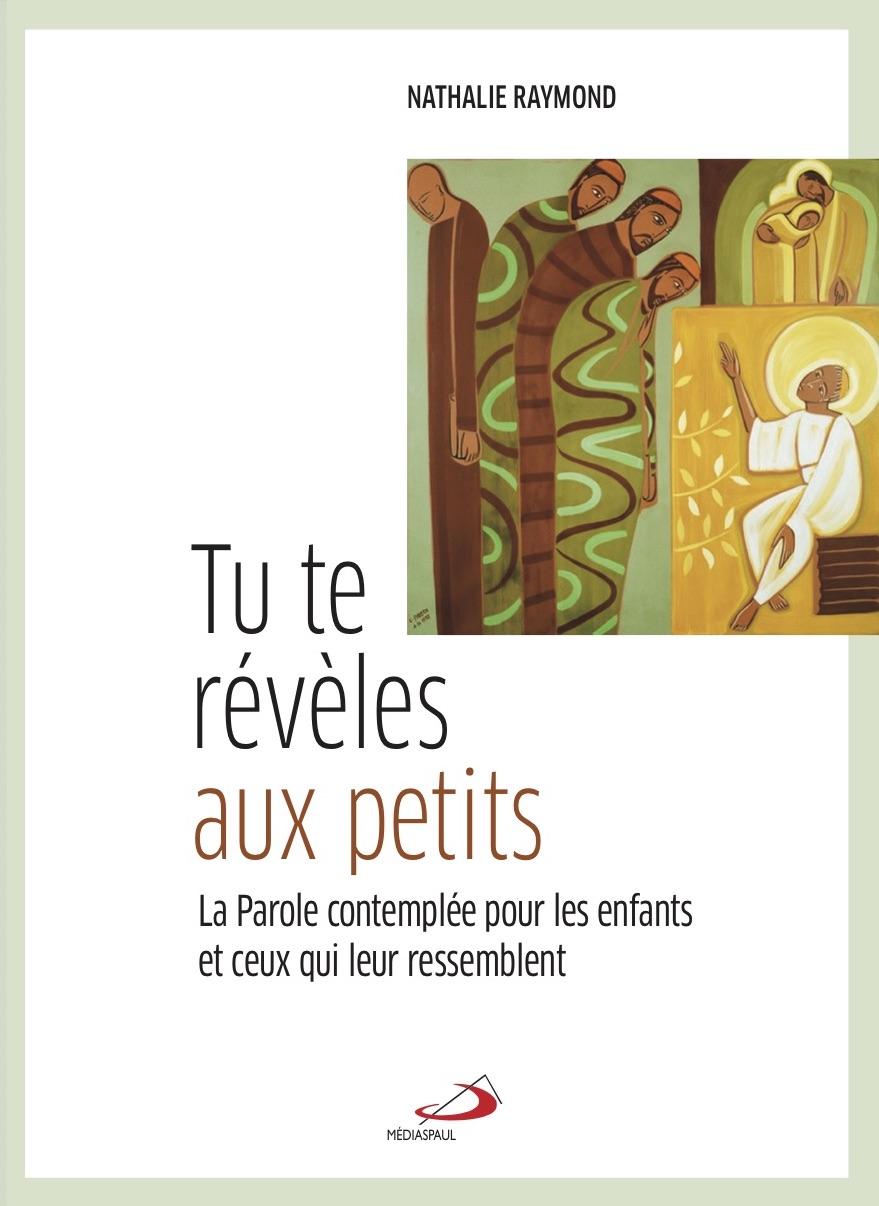 NATHALIE RAYMOND
Tu te
révèles
aux petits
La Parole contemplée pour les enfants
et ceux qui leur ressemblent
MÉDIASPAUL